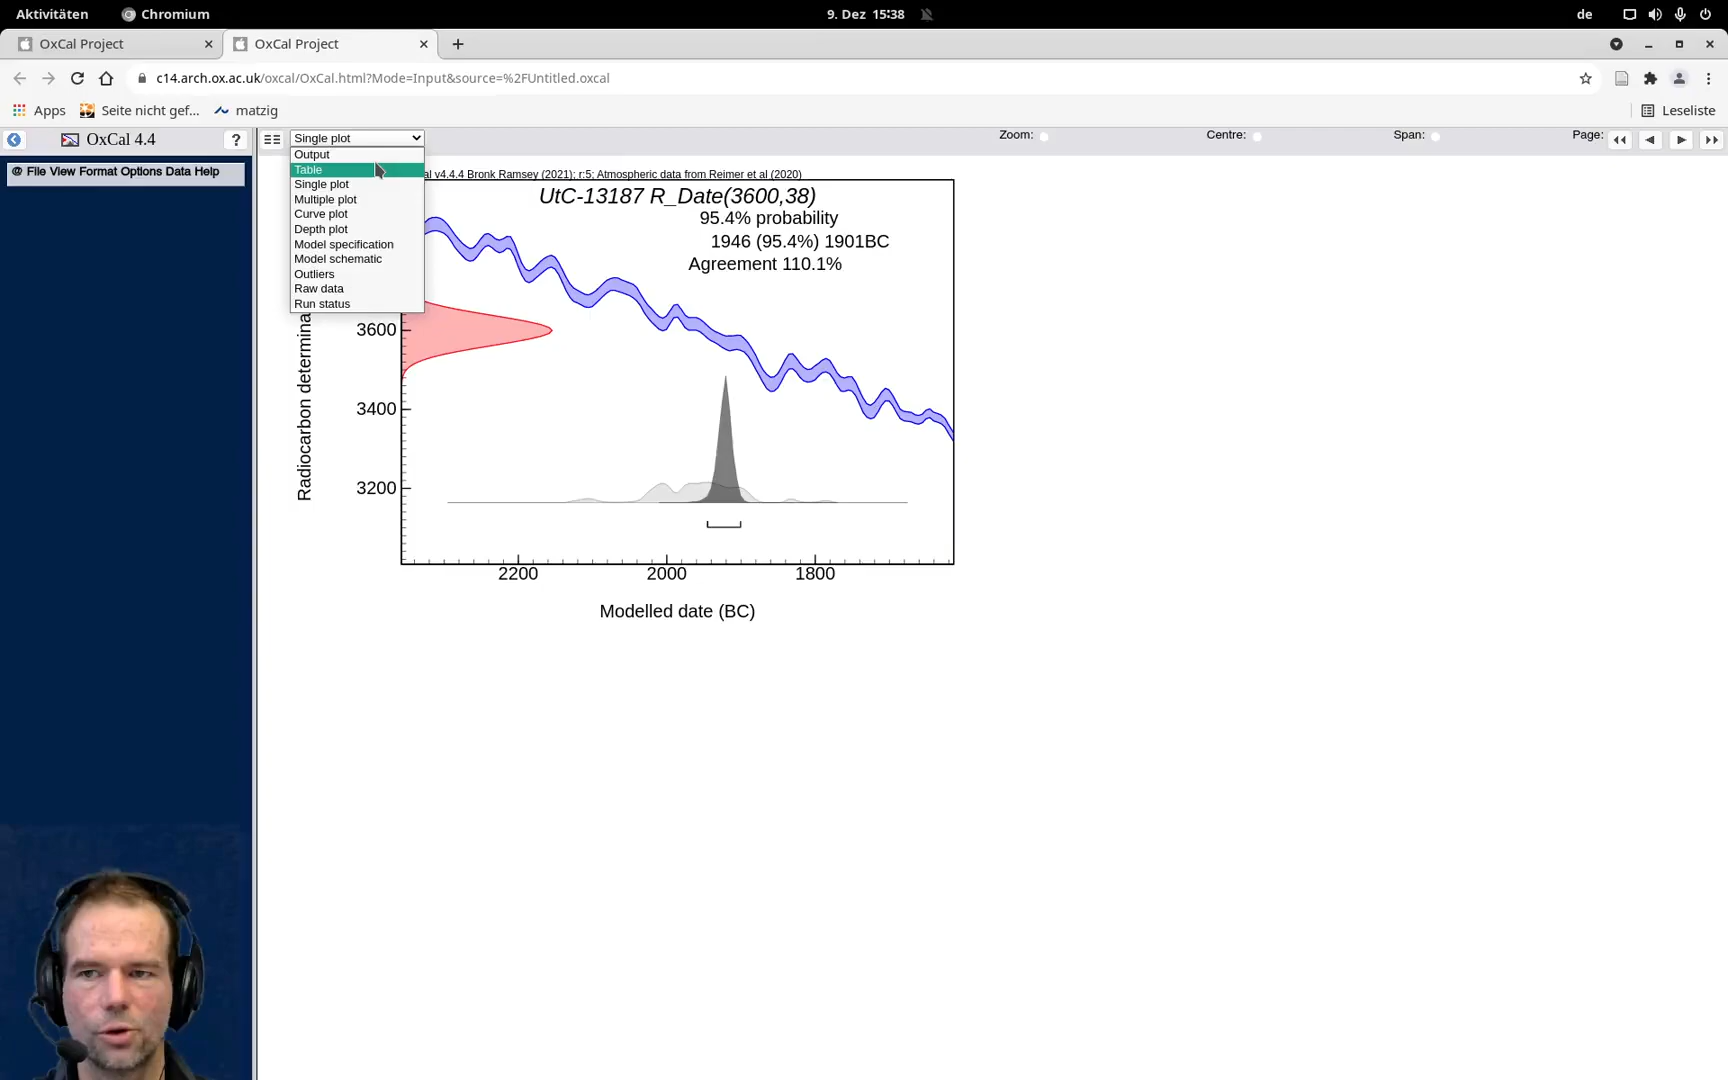 Aktivitäten Chromium 9. Dez 15:38 de
OxCal Project OxCal Project
c14.arch.ox.ac.uk/oxcal/OxCal.html?Mode=Input&source=%2FUntitled.oxcal
Apps Seite nicht gef... matzig Leseliste
OxCal 4.4 ? Single plot Zoom: Centre: Span: Page:
@ File View Format Options Data Help
Output
Table
Single plot
Multiple plot
Curve plot
Depth plot
Model specification
Model schematic
Outliers
Raw data
Run status
v4.4.4 Bronk Ramsey (2021); r:5; Atmospheric data from Reimer et al (2020)
UtC-13187 R_Date(3600,38)
95.4% probability
1946 (95.4%) 1901BC
Agreement 110.1%
Radiocarbon
3600
3400
3200
2200 2000 1800
Modelled date (BC)